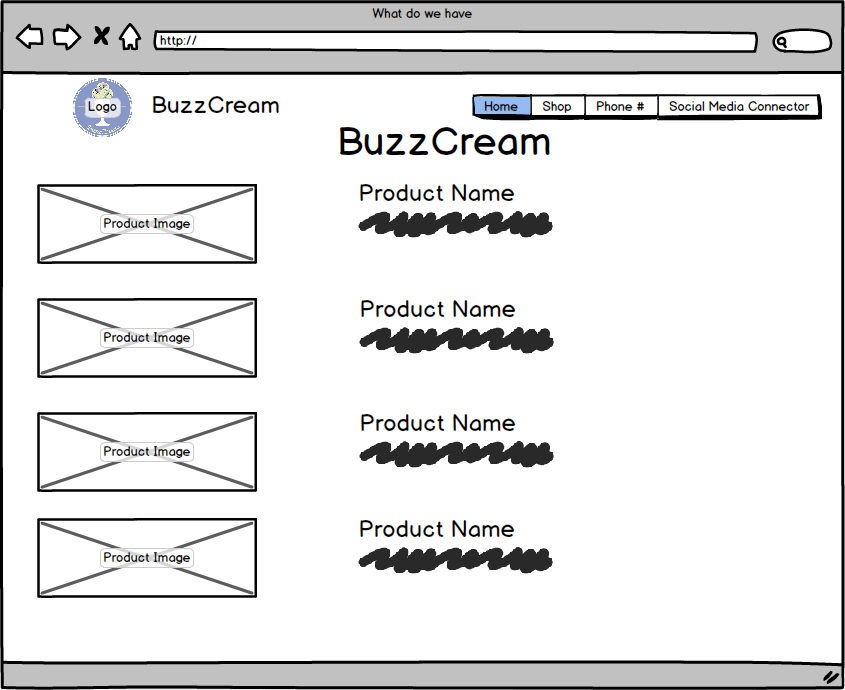 What do we have
http://
Logo
BuzzCream
Home Shop Phone # Social Media Connector
BuzzCream
Product Image
Product Name
Product Image
Product Name
Product Image
Product Name
Product Image
Product Name